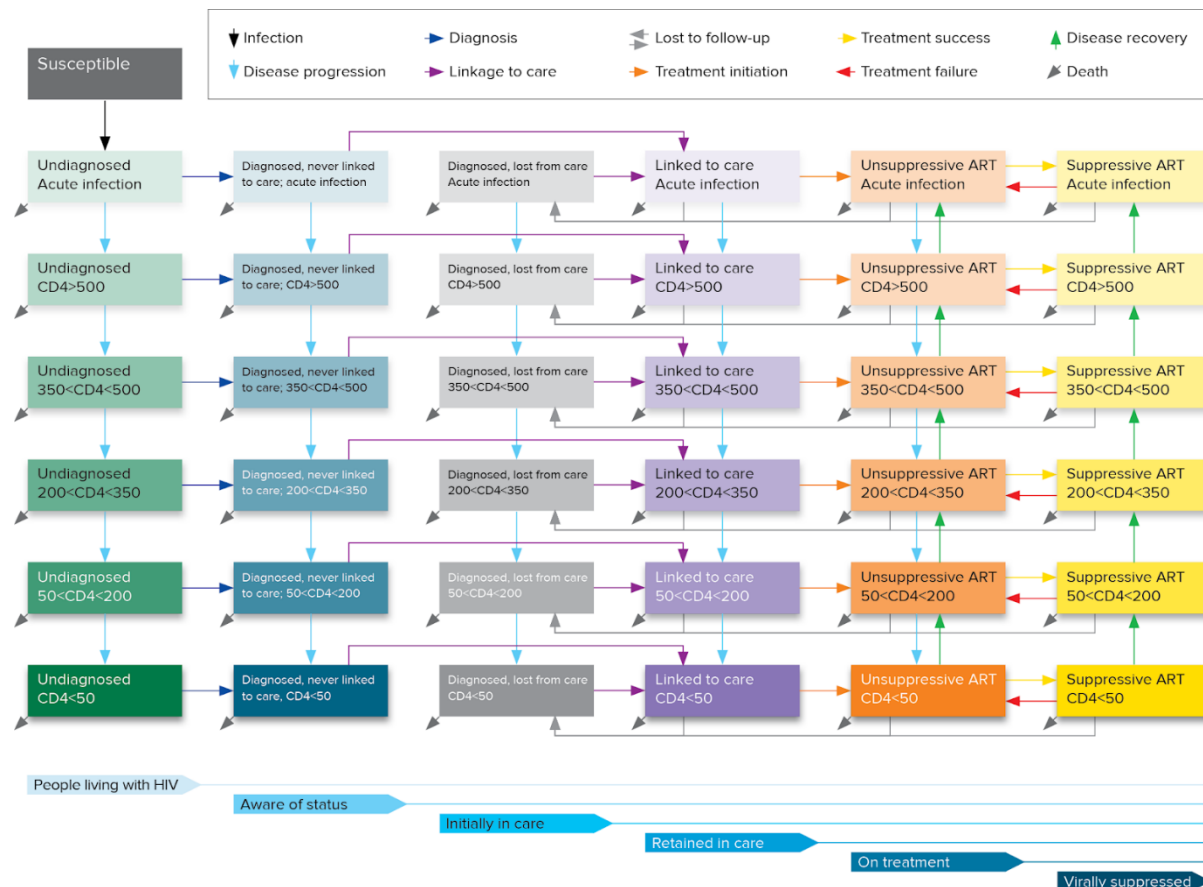 Infection
Diagnosis
Lost to follow-up
Treatment success
Disease recovery
Disease progression
Linkage to care
Treatment initiation
Treatment failure
Death
Susceptible
Undiagnosed
Acute infection
Diagnosed, never linked
to care; acute infection
Diagnosed, lost from care
Acute infection
Linked to care
Acute infection
Unsuppressive ART
Acute infection
Suppressive ART
Acute infection
Undiagnosed
CD4>500
Diagnosed, never linked
to care; CD4>500
Diagnosed, lost from care
CD4>500
Linked to care
CD4>500
Unsuppressive ART
CD4>500
Suppressive ART
CD4>500
Undiagnosed
350<CD4<500
Diagnosed, never linked
to care; 350<CD4<500
Diagnosed, lost from care
350<CD4<500
Linked to care
350<CD4<500
Unsuppressive ART
350<CD4<500
Suppressive ART
350<CD4<500
Undiagnosed
200<CD4<350
Diagnosed, never linked
to care; 200<CD4<350
Diagnosed, lost from care
200<CD4<350
Linked to care
200<CD4<350
Unsuppressive ART
200<CD4<350
Suppressive ART
200<CD4<350
Undiagnosed
50<CD4<200
Diagnosed, never linked
to care; 50<CD4<200
Diagnosed, lost from care
50<CD4<200
Linked to care
50<CD4<200
Unsuppressive ART
50<CD4<200
Suppressive ART
50<CD4<200
Undiagnosed
CD4<50
Diagnosed, never linked
to care, CD4<50
Diagnosed, lost from care
CD4<50
Linked to care
CD4<50
Unsuppressive ART
CD4<50
Suppressive ART
CD4<50
People living with HIV
Aware of status
Initially in care
Retained in care
On treatment
Virally suppressed